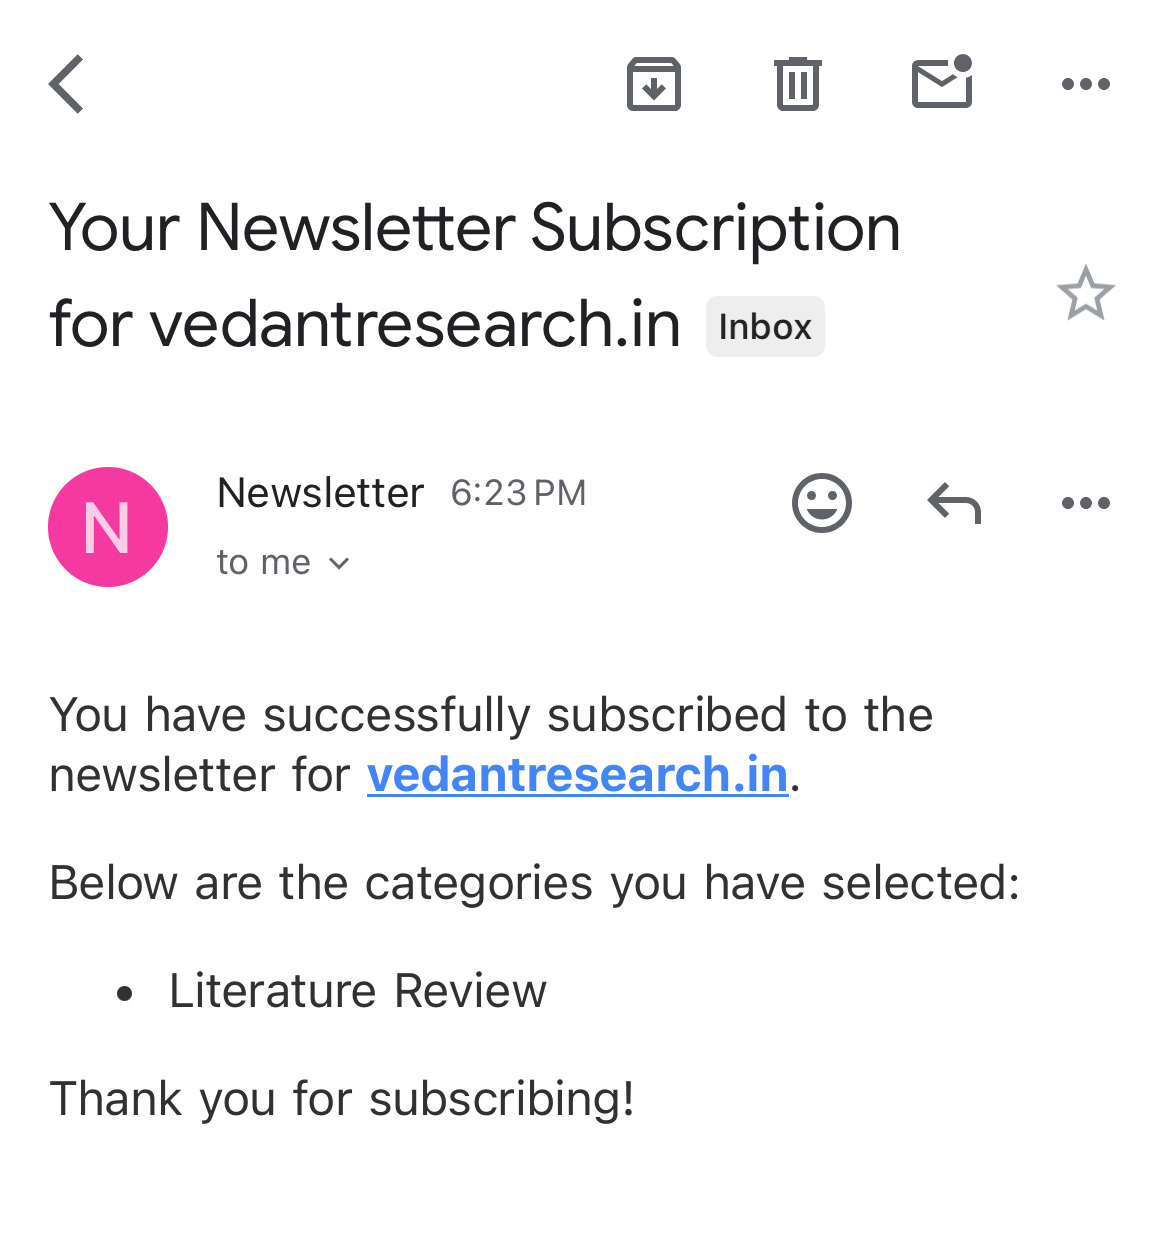 Your Newsletter Subscription
for vedantresearch.in Inbox
N
Newsletter 6:23 PM
to me
You have successfully subscribed to the
newsletter for vedantresearch.in.
Below are the categories you have selected:
• Literature Review
Thank you for subscribing!